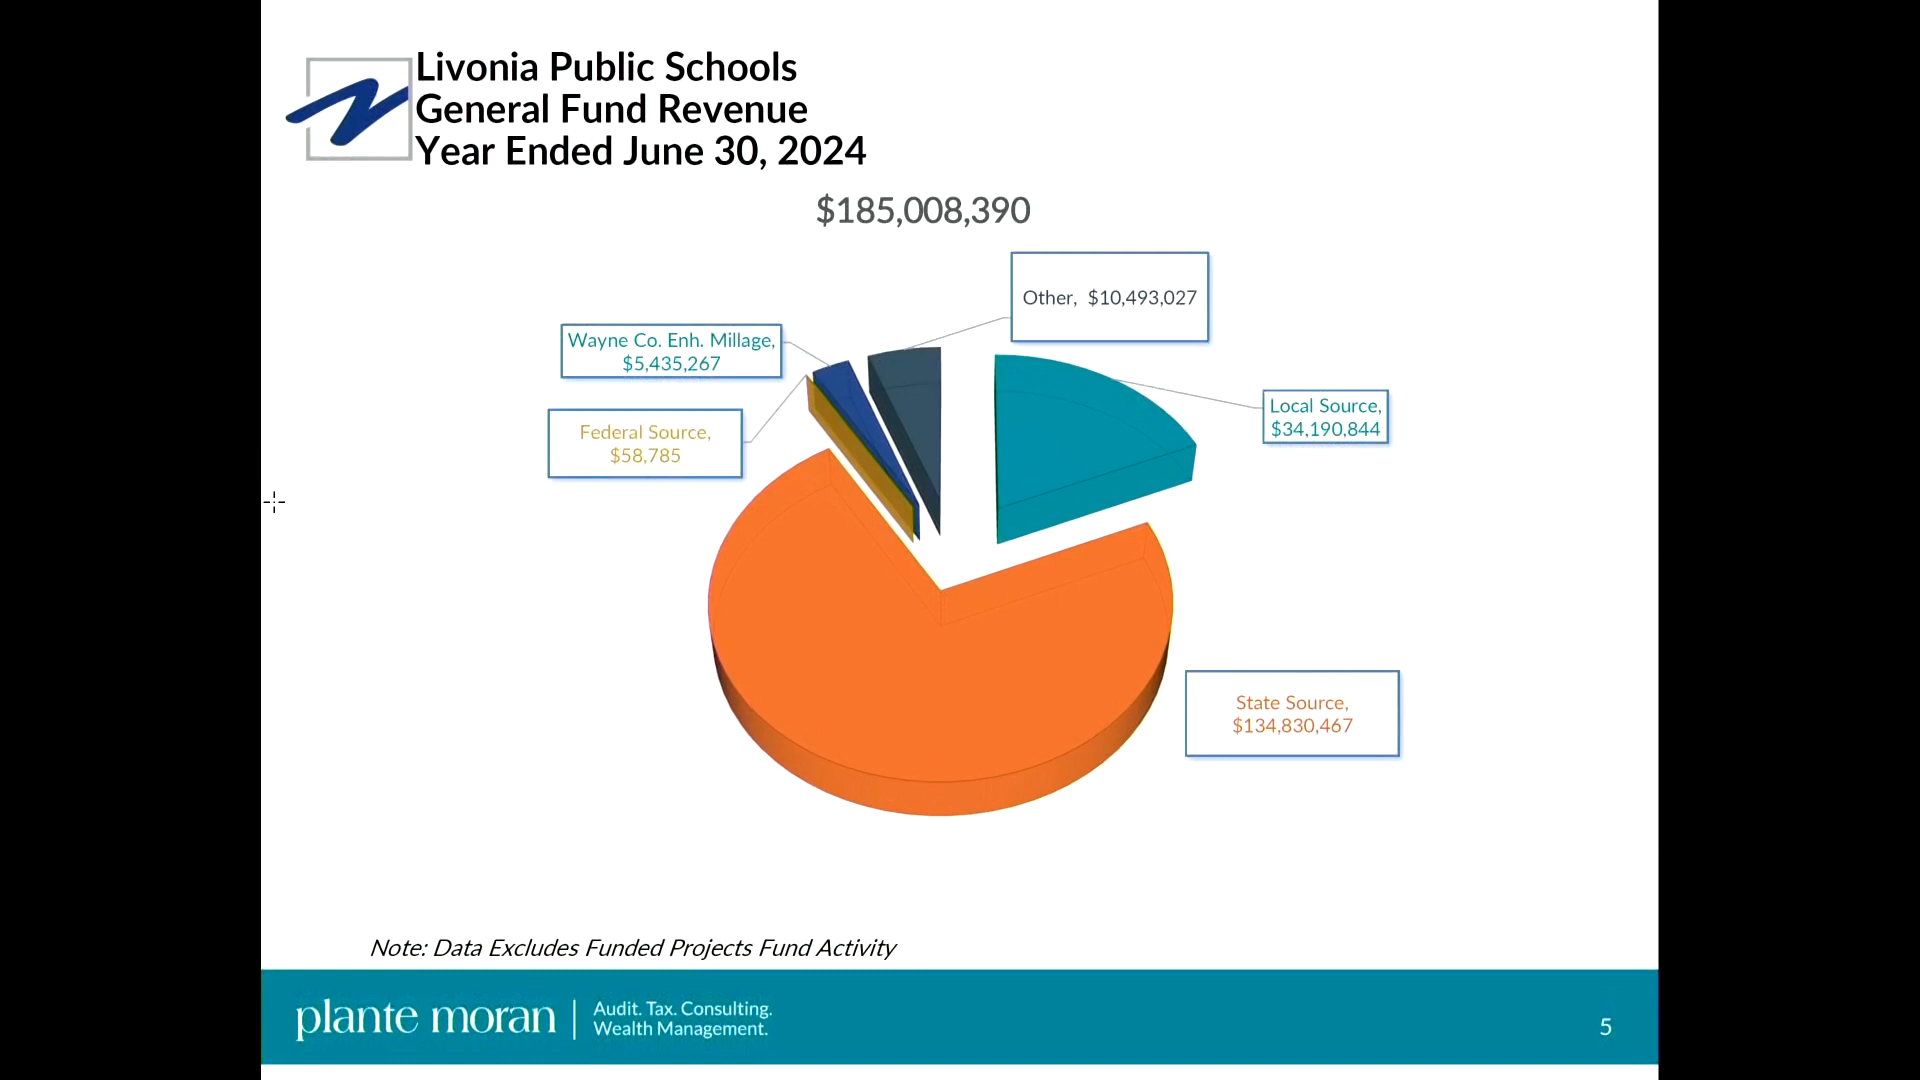 Livonia Public Schools
General Fund Revenue
Year Ended June 30, 2024
$185,008,390
Other,  $10,493,027
Wayne Co. Enh. Millage,
$5,435,267
Local Source,
$34,190,844
Federal Source,
$58,785
State Source,
$134,830,467
Note: Data Excludes Funded Projects Fund Activity
plante moran
Audit. Tax. Consulting.
Wealth Management.
5